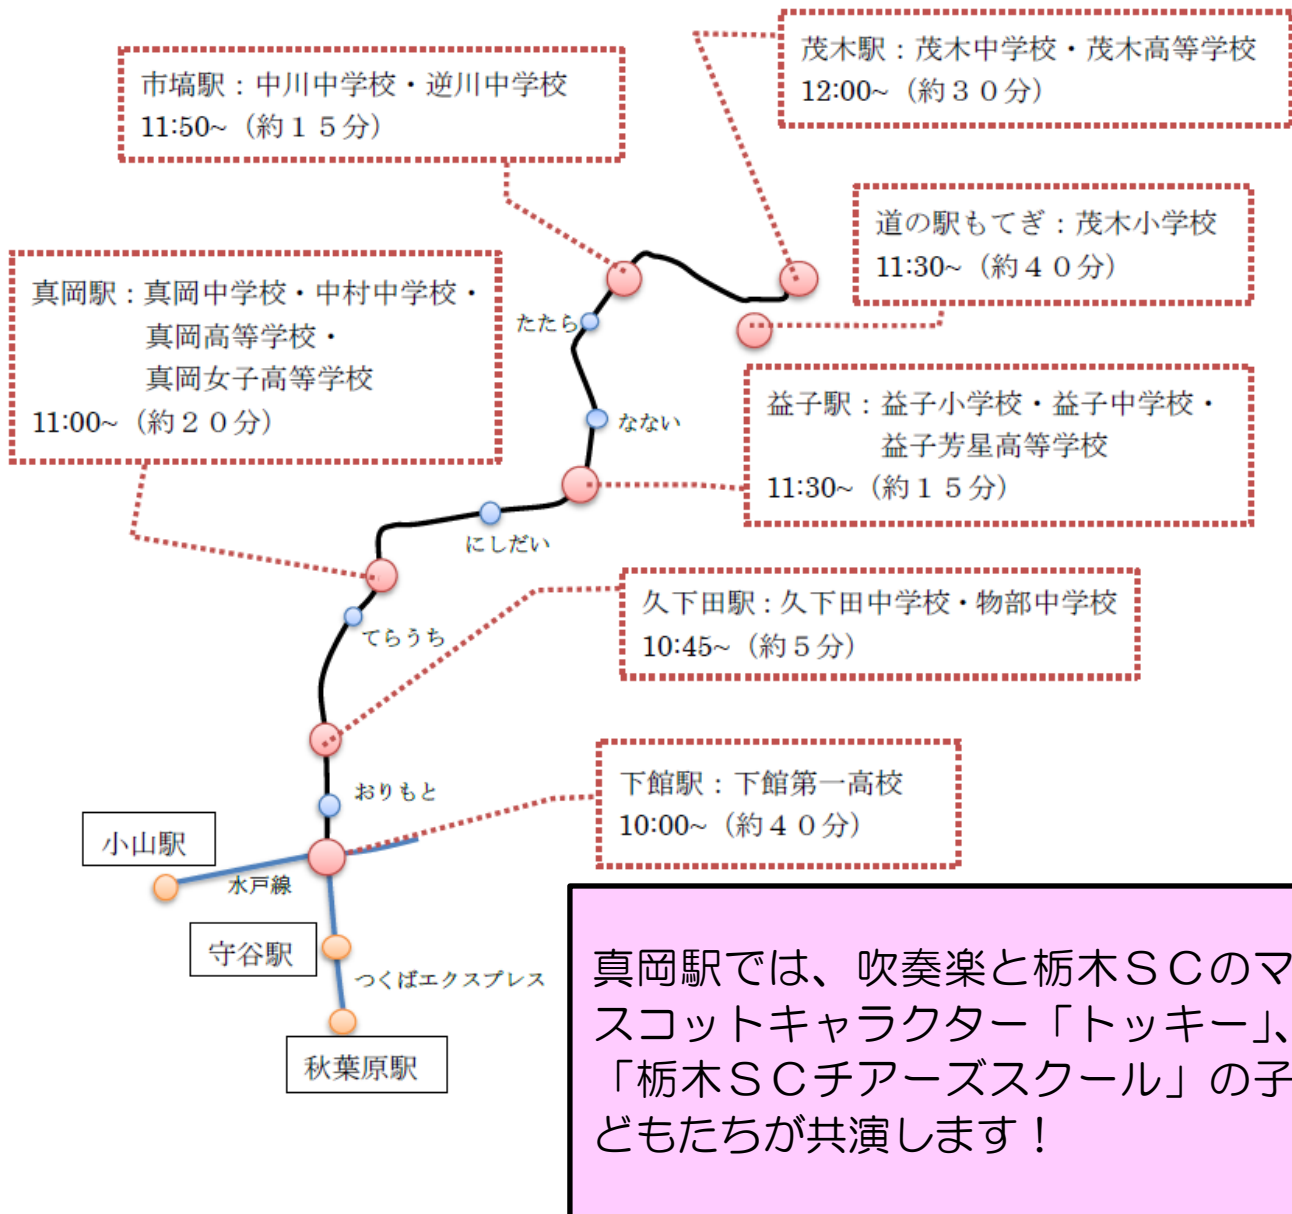 茂木駅：茂木中学校・茂木高等学校
12:00~（約３０分）
市塙駅：中川中学校・逆川中学校
11:50~（約１５分）
道の駅もてぎ：茂木小学校
11:30~（約４０分）
真岡駅：真岡中学校・中村中学校・
真岡高等学校・
真岡女子高等学校
11:00~（約２０分）
たたら
なない
益子駅：益子小学校・益子中学校・
益子芳星高等学校
11:30~（約１５分）
にしだい
久下田駅：久下田中学校・物部中学校
10:45~（約５分）
てらうち
下館駅：下館第一高校
10:00~（約４０分）
おりもと
小山駅
水戸線
守谷駅
つくばエクスプレス
秋葉原駅
真岡駅では、吹奏楽と栃木ＳＣのマ
スコットキャラクター「トッキー」、
「栃木ＳＣチアーズスクール」の子
どもたちが共演します！